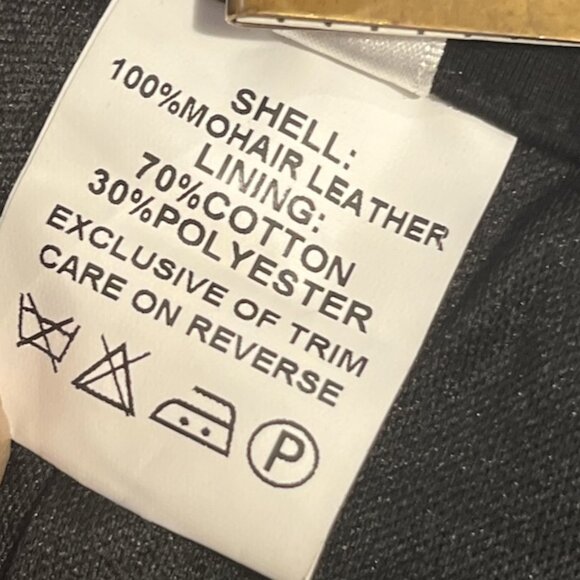 SHELL:
100%MOHAIR LEATHER
LINING:
70%COTTON
30%POLYESTER
EXCLUSIVE OF TRIM
CARE ON REVERSE
P